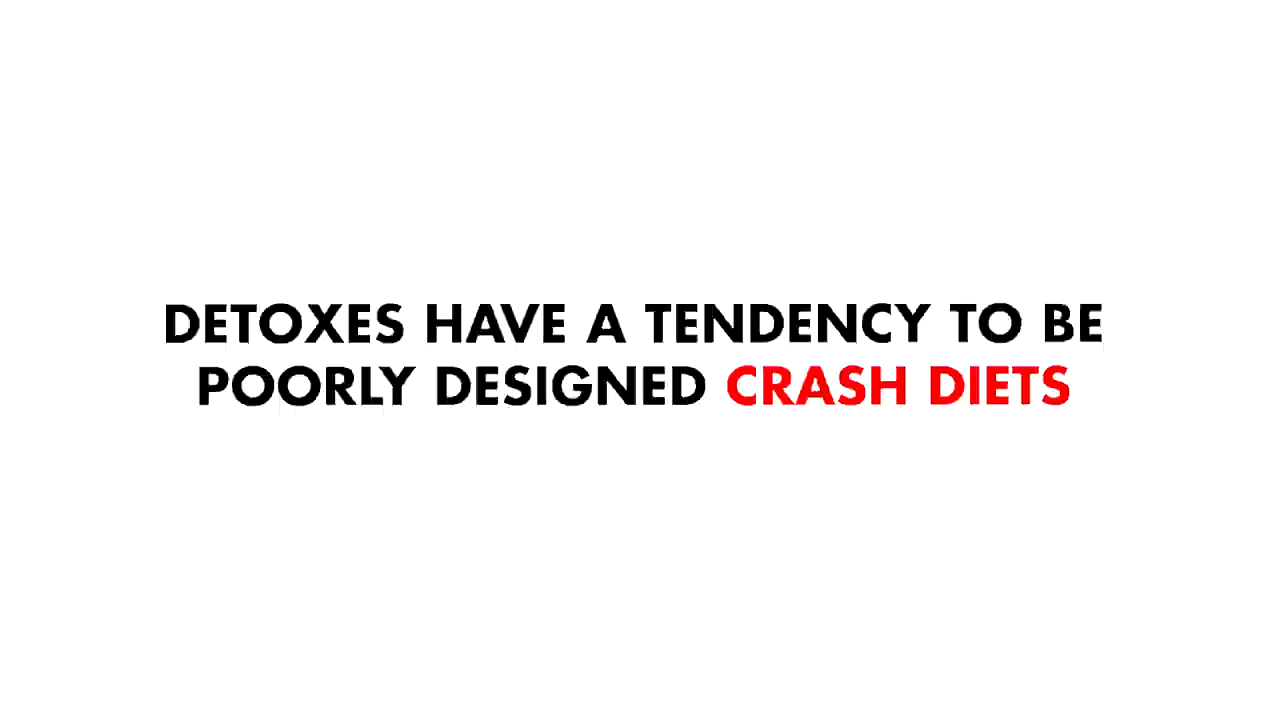 DETOXES HAVE A TENDENCY TO BE
POORLY DESIGNED CRASH DIETS